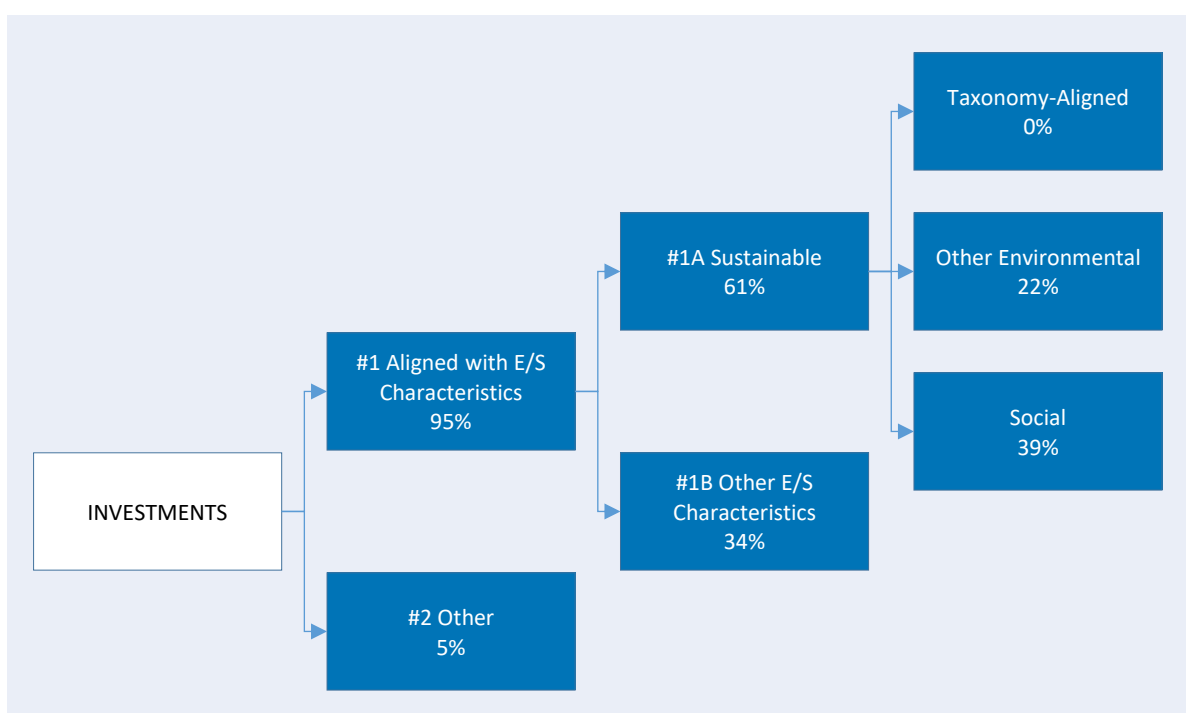 INVESTMENTS
#1 Aligned with E/S
Characteristics
95%
#2 Other
5%
#1A Sustainable
61%
#1B Other E/S
Characteristics
34%
Taxonomy-Aligned
0%
Other Environmental
22%
Social
39%